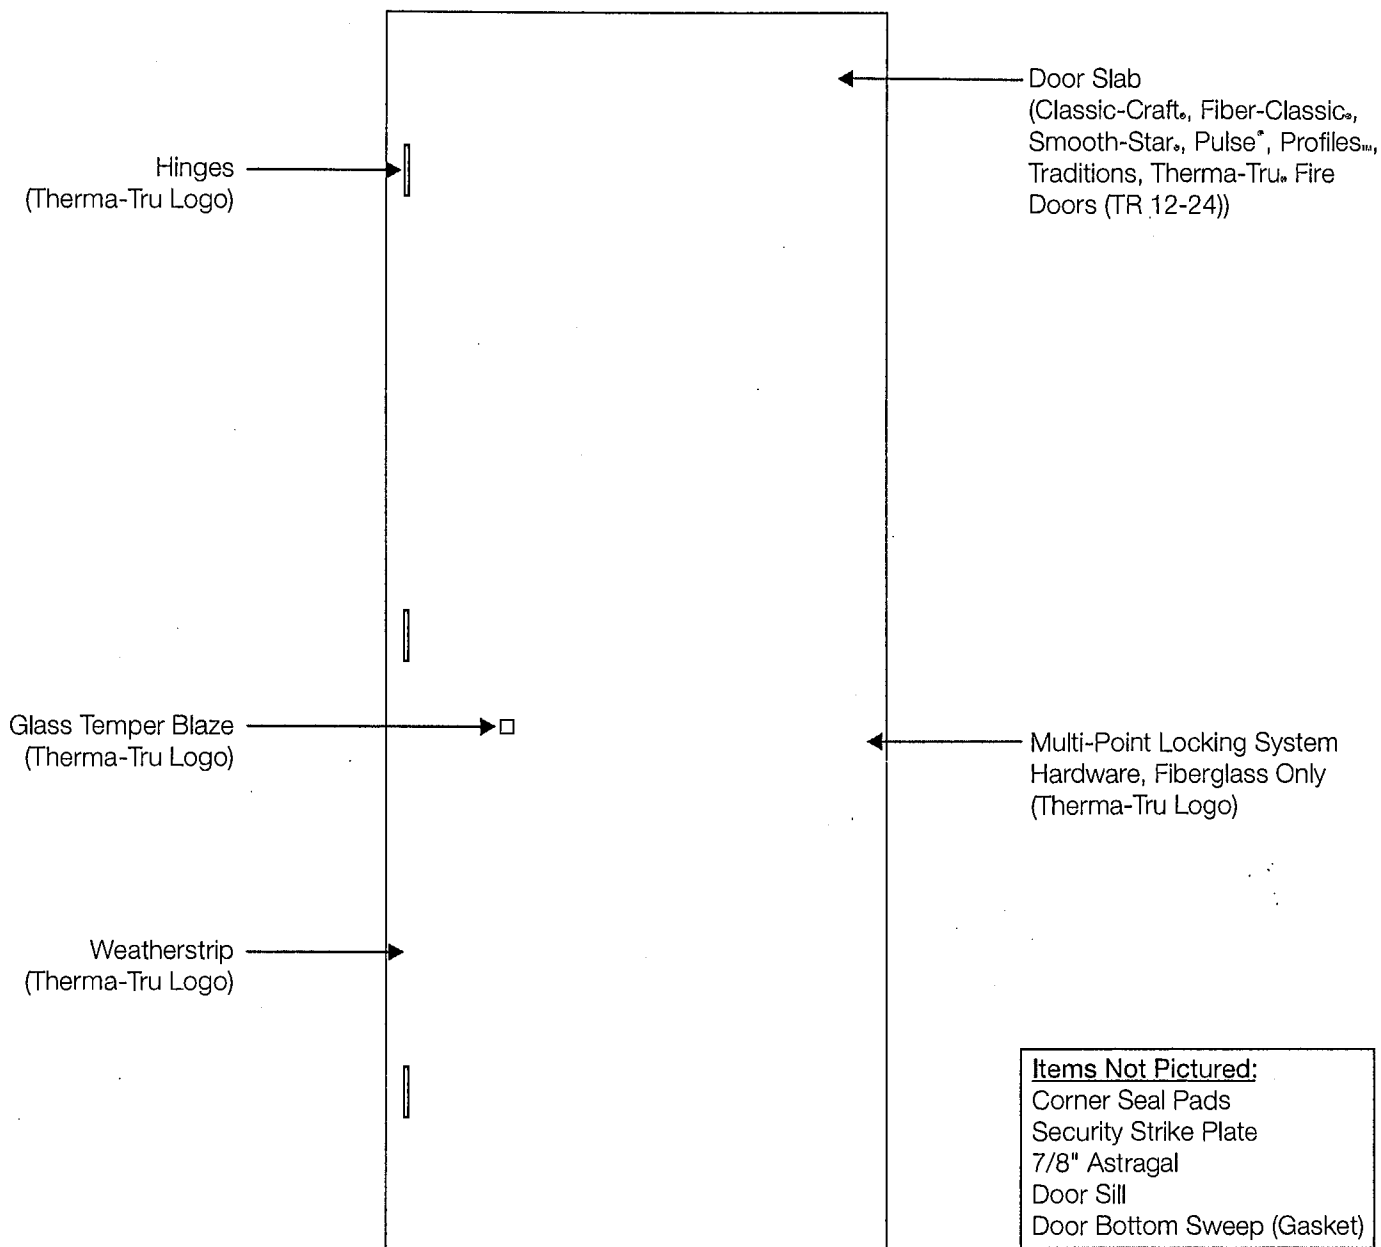 Door Slab
(Classic-Craft®, Fiber-Classic®,
Smooth-Star®, Pulse®, Profiles™,
Traditions, Therma-Tru® Fire
Doors (TR 12-24))
Hinges
(Therma-Tru Logo)
Glass Temper Blaze
(Therma-Tru Logo)
Multi-Point Locking System
Hardware, Fiberglass Only
(Therma-Tru Logo)
Weatherstrip
(Therma-Tru Logo)
Items Not Pictured:
Corner Seal Pads
Security Strike Plate
7/8" Astragal
Door Sill
Door Bottom Sweep (Gasket)